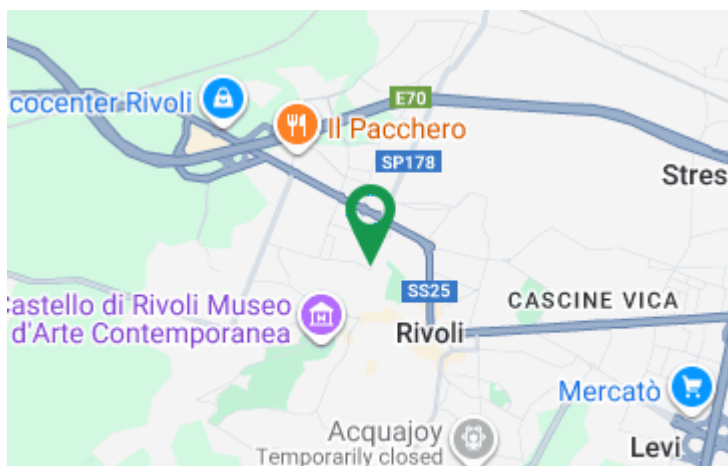 cocenter Rivoli
E70
Il Pacchero
SP178
Stres
SS25
CASCINE VICA
Castello di Rivoli Museo
d'Arte Contemporanea
Rivoli
Mercatò
Acquajoy
Temporarily closed
Levi